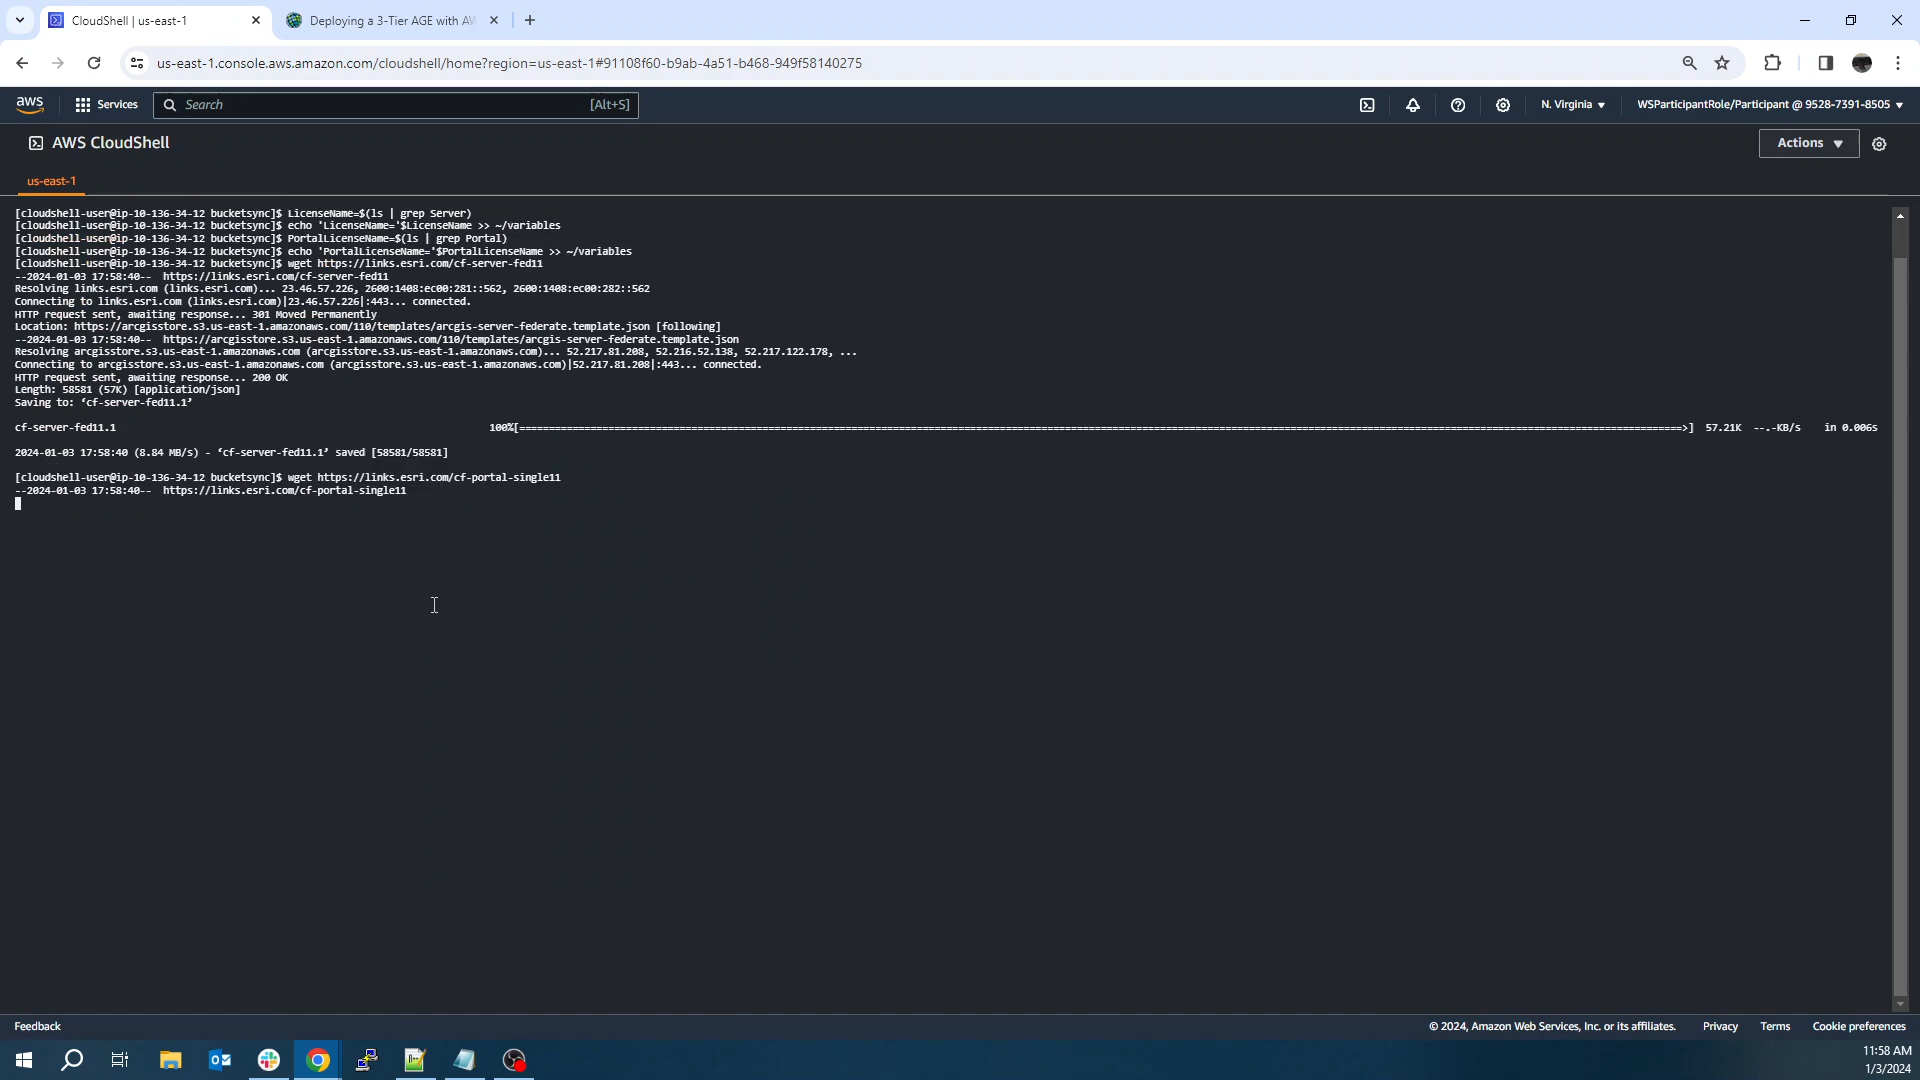 CloudShell | us-east-1
Deploying a 3-Tier AGE with AW
us-east-1.console.aws.amazon.com/cloudshell/home?region=us-east-1#91108f60-b9ab-4a51-b468-949f58140275
aws
Services
Search
[Alt+S]
N. Virginia
WSParticipantRole/Participant @ 9528-7391-8505
AWS CloudShell
Actions
us-east-1
[cloudshell-user@ip-10-136-34-12 bucketsync]$ LicenseName=$(ls | grep Server)
[cloudshell-user@ip-10-136-34-12 bucketsync]$ echo 'LicenseName='$LicenseName >> ~/variables
[cloudshell-user@ip-10-136-34-12 bucketsync]$ PortalLicenseName=$(ls | grep Portal)
[cloudshell-user@ip-10-136-34-12 bucketsync]$ echo 'PortalLicenseName='$PortalLicenseName >> ~/variables
[cloudshell-user@ip-10-136-34-12 bucketsync]$ wget https://links.esri.com/cf-server-fed11
--2024-01-03 17:58:40--  https://links.esri.com/cf-server-fed11
Resolving links.esri.com (links.esri.com)... 23.46.57.226, 2600:1408:ec00:281::562, 2600:1408:ec00:282::562
Connecting to links.esri.com (links.esri.com)|23.46.57.226|:443... connected.
HTTP request sent, awaiting response... 301 Moved Permanently
Location: https://arcgisstore.s3.us-east-1.amazonaws.com/110/templates/arcgis-server-federate.template.json [following]
--2024-01-03 17:58:40--  https://arcgisstore.s3.us-east-1.amazonaws.com/110/templates/arcgis-server-federate.template.json
Resolving arcgisstore.s3.us-east-1.amazonaws.com (arcgisstore.s3.us-east-1.amazonaws.com)... 52.217.81.208, 52.216.52.138, 52.217.122.178, ...
Connecting to arcgisstore.s3.us-east-1.amazonaws.com (arcgisstore.s3.us-east-1.amazonaws.com)|52.217.81.208|:443... connected.
HTTP request sent, awaiting response... 200 OK
Length: 58581 (57K) [application/json]
Saving to: ‘cf-server-fed11.1’
cf-server-fed11.1 100%[=====================================>] 57.21K --.-KB/s in 0.006s
2024-01-03 17:58:40 (8.84 MB/s) - ‘cf-server-fed11.1’ saved [58581/58581]
[cloudshell-user@ip-10-136-34-12 bucketsync]$ wget https://links.esri.com/cf-portal-single11
--2024-01-03 17:58:40--  https://links.esri.com/cf-portal-single11
Feedback
© 2024, Amazon Web Services, Inc. or its affiliates.
Privacy
Terms
Cookie preferences
11:58 AM
1/3/2024